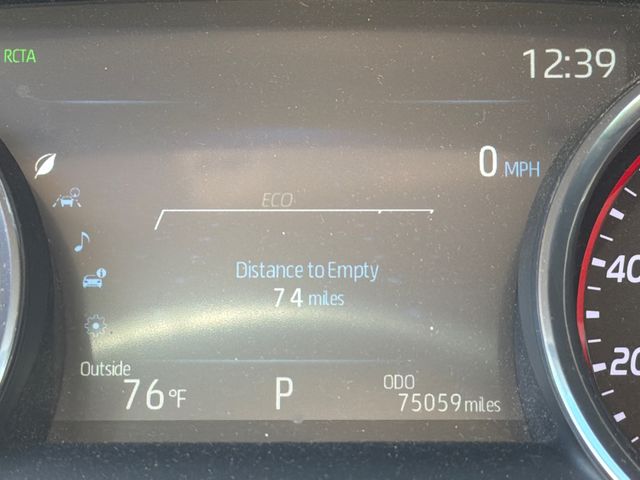 RCTA
12:39
0 MPH
ECO
Distance to Empty
74 miles
Outside
76 °F
P
ODO
75059 miles
40
20